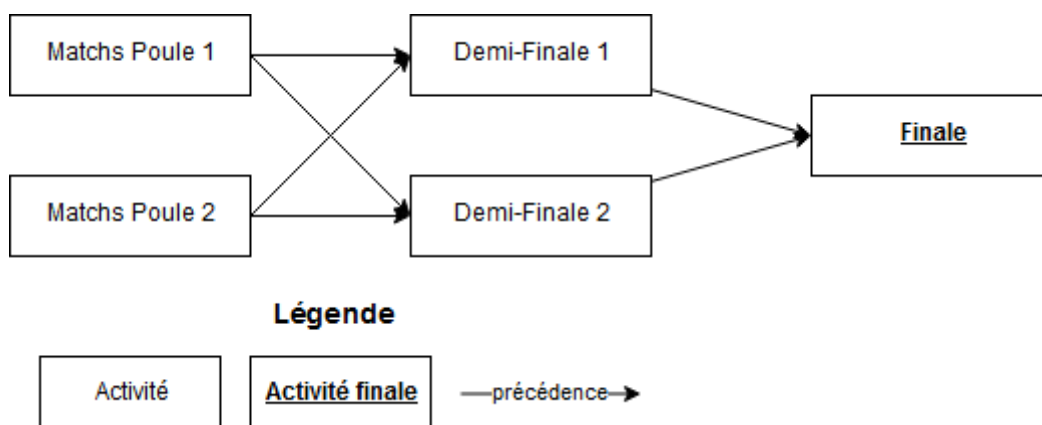 Matchs Poule 1
Demi-Finale 1
Finale
Matchs Poule 2
Demi-Finale 2
Légende
Activité
Activité finale
précédence